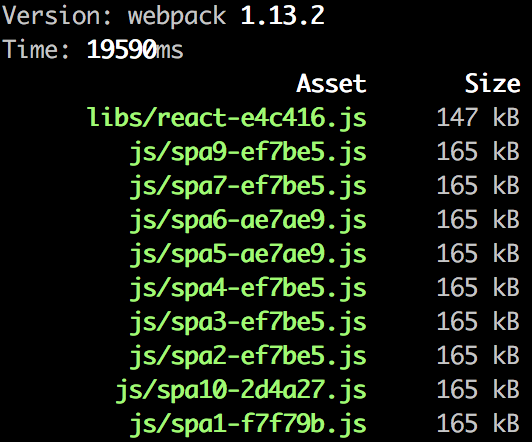 Version: webpack 1.13.2
Time: 19590ms
Asset Size
libs/react-e4c416.js 147 kB
js/spa9-ef7be5.js 165 kB
js/spa7-ef7be5.js 165 kB
js/spa6-ae7ae9.js 165 kB
js/spa5-ae7ae9.js 165 kB
js/spa4-ef7be5.js 165 kB
js/spa3-ef7be5.js 165 kB
js/spa2-ef7be5.js 165 kB
js/spa10-2d4a27.js 165 kB
js/spa1-f7f79b.js 165 kB